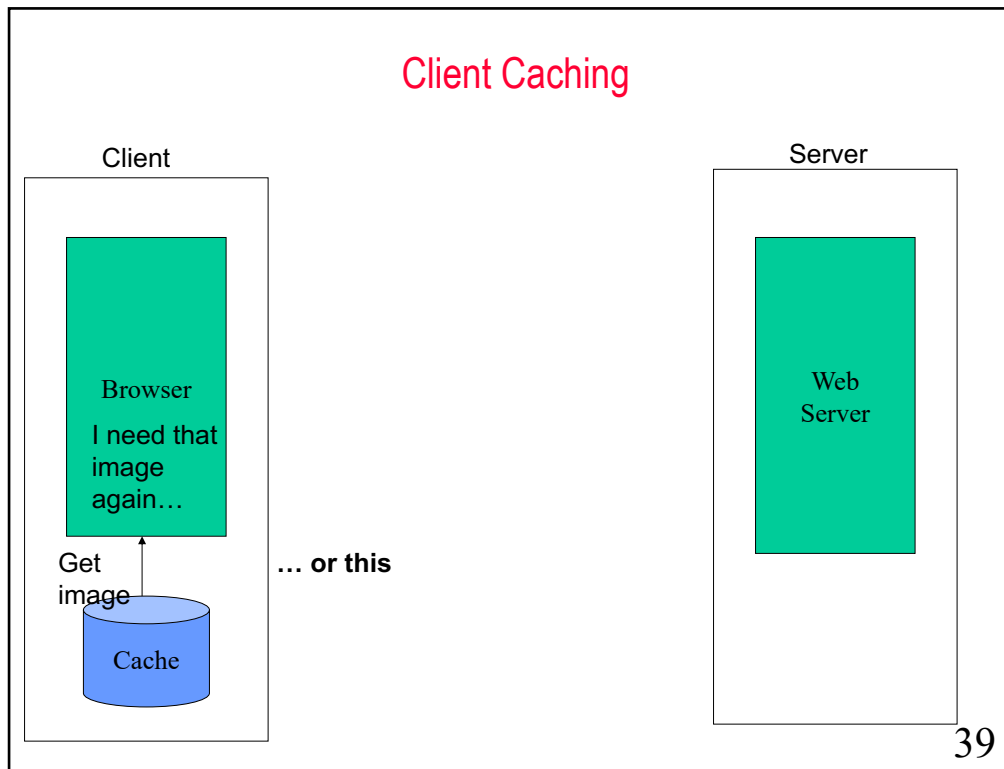 Client Caching
Client
Server
Browser
I need that
image
again…
Web
Server
Get
image
… or this
Cache
39